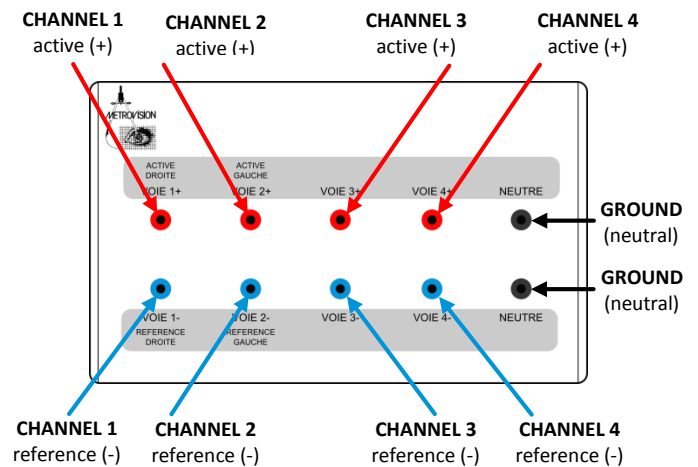 CHANNEL 1
active (+)
CHANNEL 2
active (+)
CHANNEL 3
active (+)
CHANNEL 4
active (+)
METROVISION
ACTIVE
DROITE
VOIE 1+
ACTIVE
GAUCHE
VOIE 2+
VOIE 3+
VOIE 4+
NEUTRE
GROUND
(neutral)
GROUND
(neutral)
VOIE 1-
REFERENCE
DROITE
VOIE 2-
REFERENCE
GAUCHE
VOIE 3-
VOIE 4-
NEUTRE
CHANNEL 1
reference (-)
CHANNEL 2
reference (-)
CHANNEL 3
reference (-)
CHANNEL 4
reference (-)